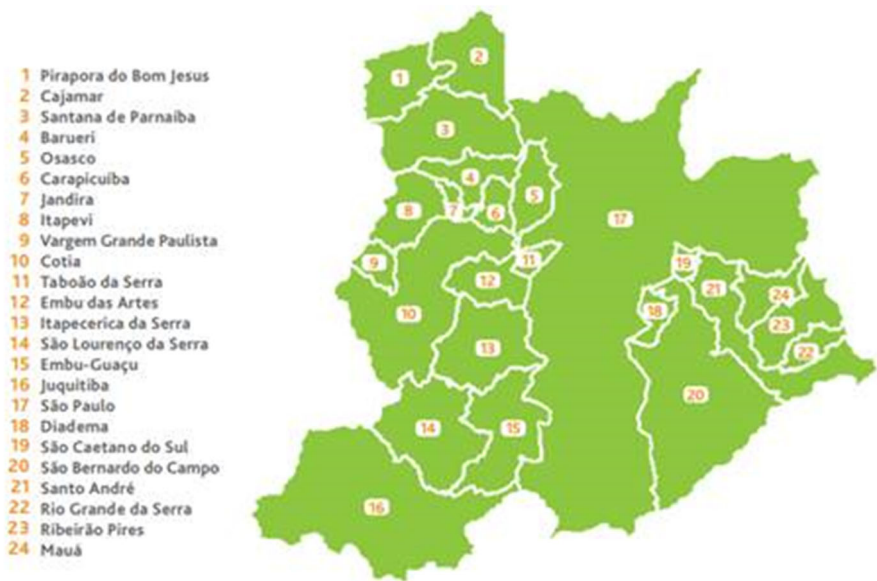 1 Pirapora do Bom Jesus
2 Cajamar
3 Santana de Parnaíba
4 Barueri
5 Osasco
6 Carapicuíba
7 Jandira
8 Itapevi
9 Vargem Grande Paulista
10 Cotia
11 Taboão da Serra
12 Embu das Artes
13 Itapecerica da Serra
14 São Lourenço da Serra
15 Embu-Guaçu
16 Juquitiba
17 São Paulo
18 Diadema
19 São Caetano do Sul
20 São Bernardo do Campo
21 Santo André
22 Rio Grande da Serra
23 Ribeirão Pires
24 Mauá
2
1
3
4
5
8
7
6
17
11
9
19
12
21
24
10
18
23
13
22
20
14
15
16